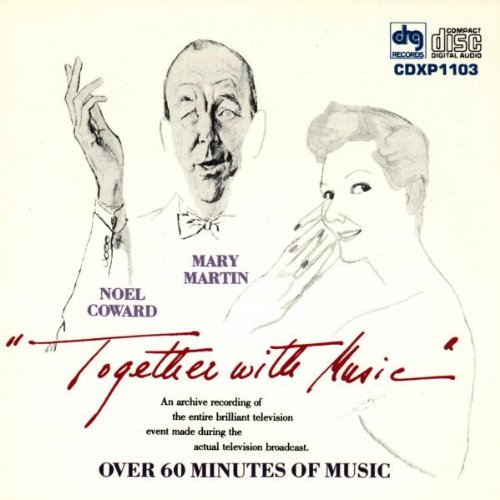 drg
RECORDS
COMPACT
disc
DIGITAL AUDIO
CDXP1103
MARY
MARTIN
NOEL
COWARD
"Together with Music"
An archive recording of
the entire brilliant television
event made during the
actual television broadcast.
OVER 60 MINUTES OF MUSIC